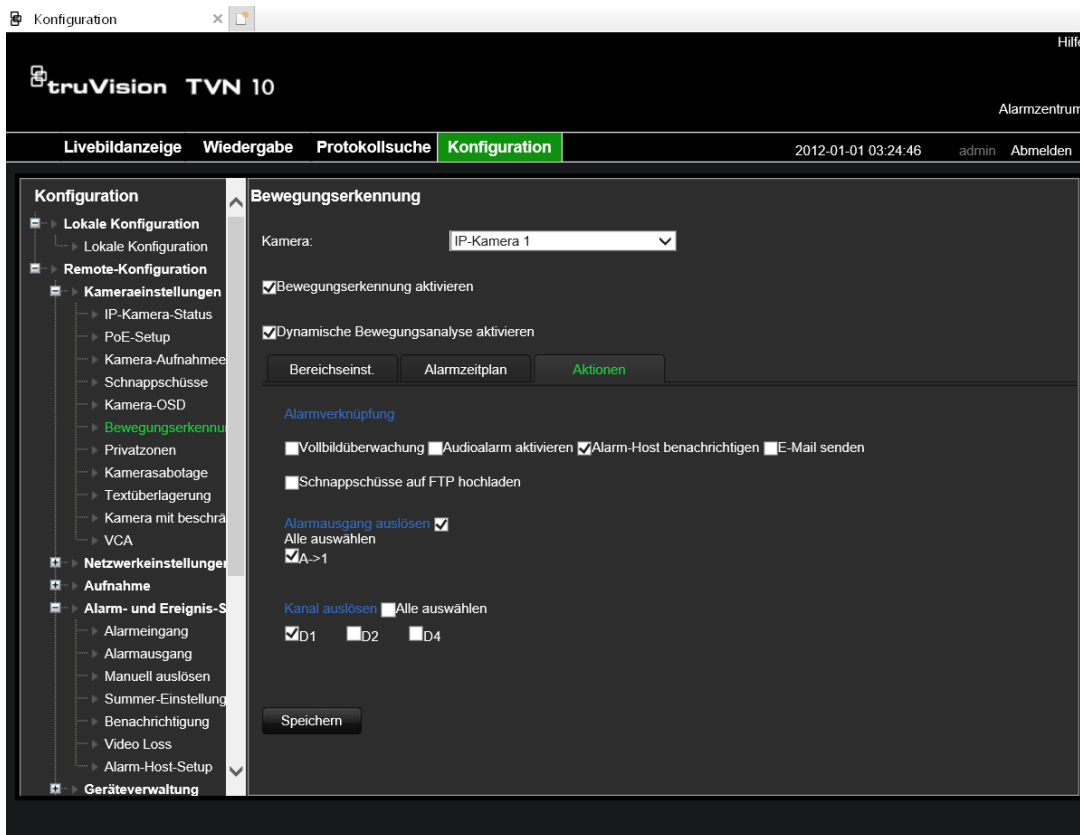 Konfiguration
Hilfe
truVision TVN 10
Alarmzentrum
Livebildanzeige Wiedergabe Protokollsuche Konfiguration 2012-01-01 03:24:46 admin Abmelden
Konfiguration
Lokale Konfiguration
Lokale Konfiguration
Remote-Konfiguration
Kameraeinstellungen
IP-Kamera-Status
PoE-Setup
Kamera-Aufnahmee
Schnappschüsse
Kamera-OSD
Bewegungserkennu
Privatzonen
Kamerasabotage
Textüberlagerung
Kamera mit beschrä
VCA
Netzwerkeinstellungen
Aufnahme
Alarm- und Ereignis-S
Alarmeingang
Alarmausgang
Manuell auslösen
Summer-Einstellung
Benachrichtigung
Video Loss
Alarm-Host-Setup
Geräteverwaltung
Bewegungserkennung
Kamera: IP-Kamera 1
Bewegungserkennung aktivieren
Dynamische Bewegungsanalyse aktivieren
Bereichseinst. Alarmzeitplan Aktionen
Alarmverknüpfung
Vollbildüberwachung Audioalarm aktivieren Alarm-Host benachrichtigen E-Mail senden
Schnappschüsse auf FTP hochladen
Alarmausgang auslösen
Alle auswählen
A->1
Kanal auslösen Alle auswählen
D1 D2 D4
Speichern